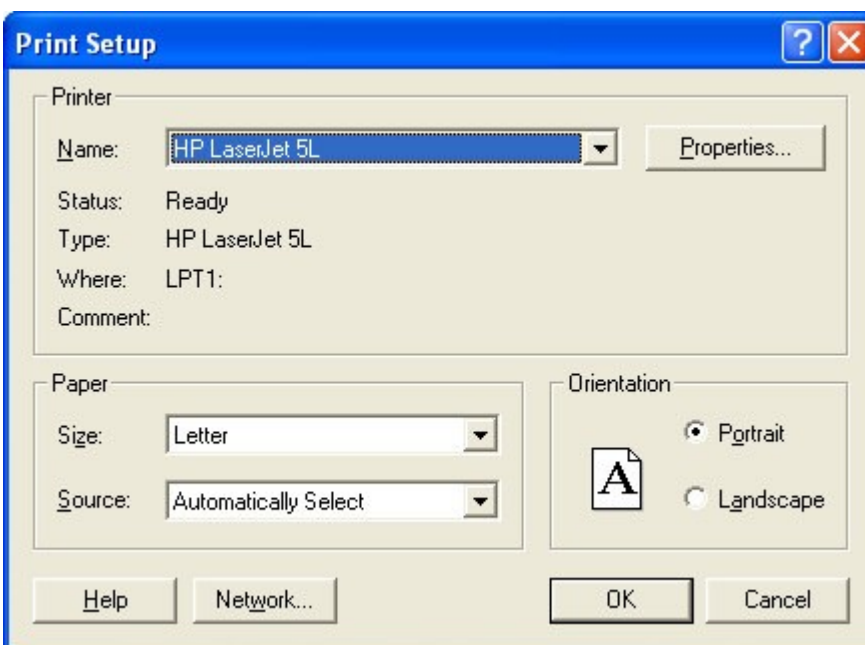 Print Setup
Printer
Name: HP LaserJet 5L Properties...
Status: Ready
Type: HP LaserJet 5L
Where: LPT1:
Comment:
Paper
Size: Letter
Source: Automatically Select
Orientation
A
Portrait
Landscape
Help Network... OK Cancel